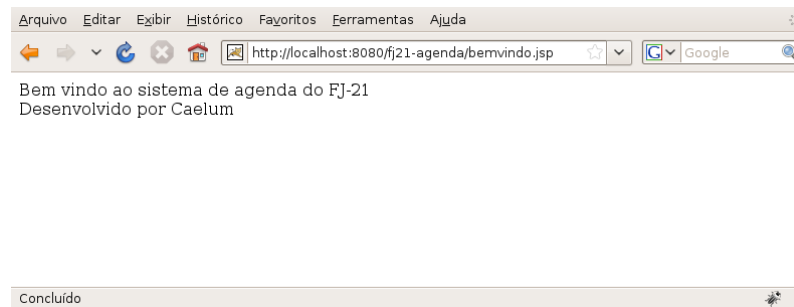 Arquivo Editar Exibir Histórico Favoritos Ferramentas Ajuda
http://localhost:8080/fj21-agenda/bemvindo.jsp G Google
Bem vindo ao sistema de agenda do FJ-21
Desenvolvido por Caelum
Concluído